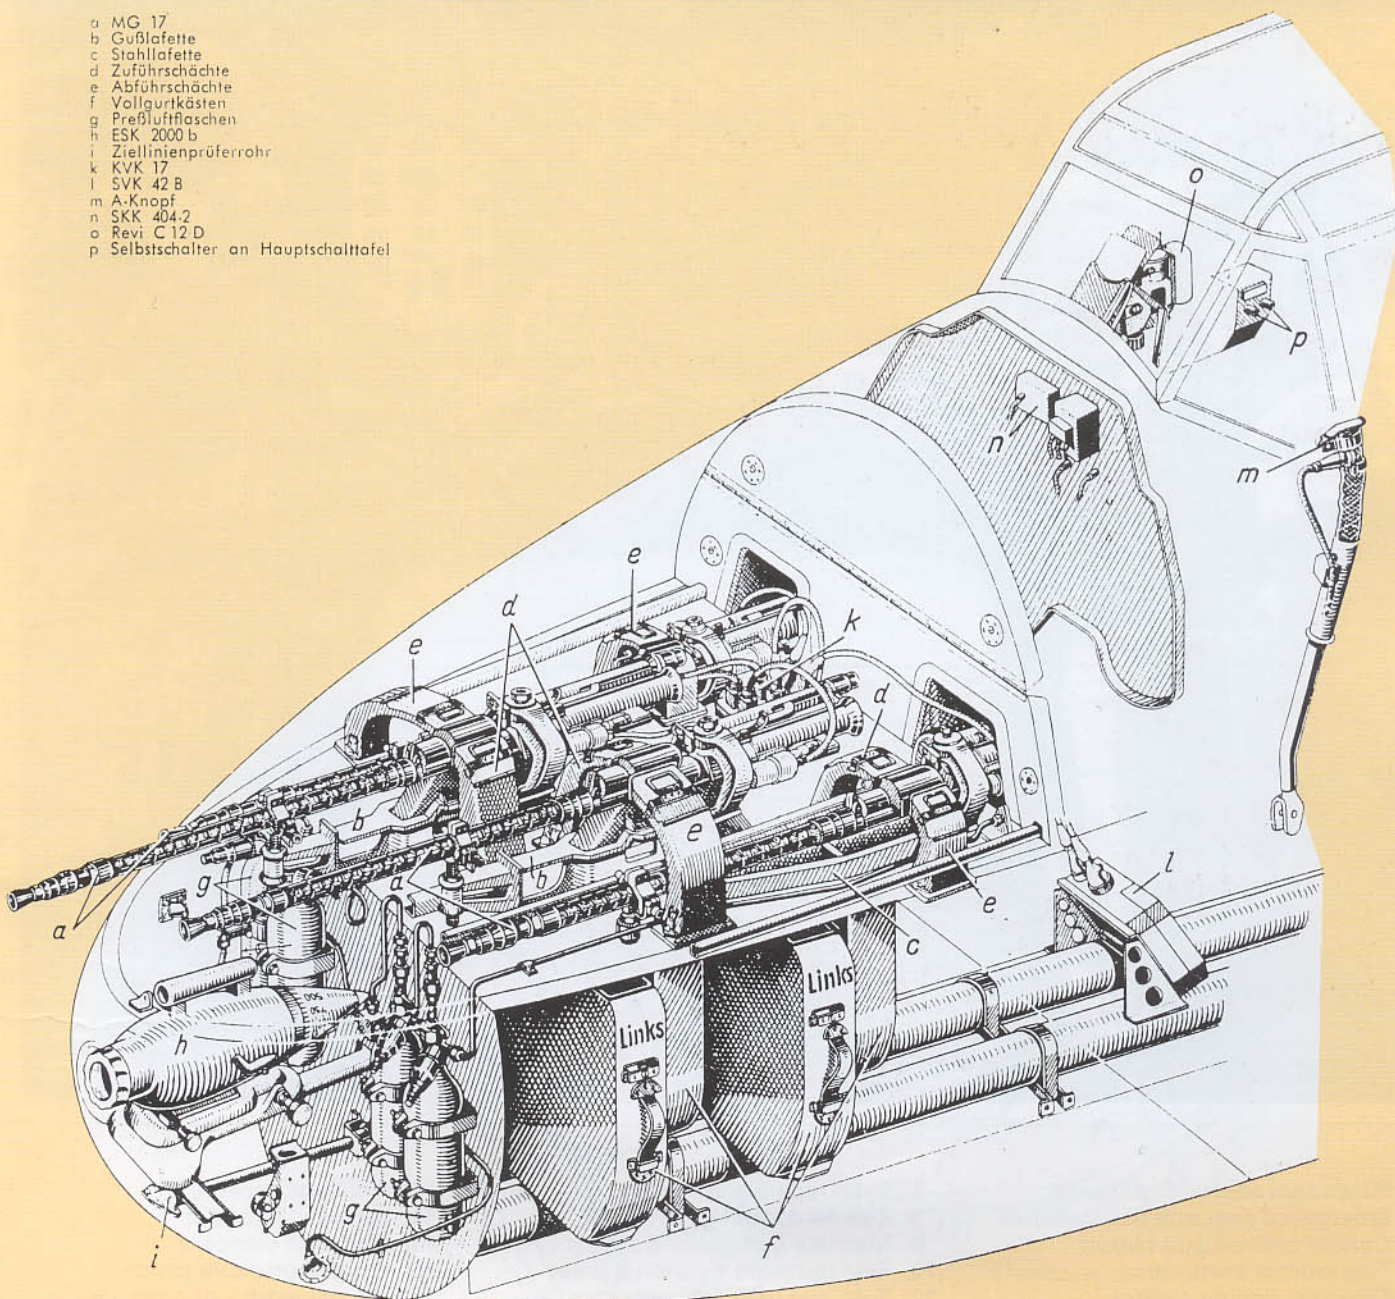 a MG 17
b Gußlafette
c Stahllafette
d Zuführschächte
e Abführschächte
f Vollgurtkästen
g Preßluftflaschen
h ESK 2000 b
i Ziellinienprüferrohr
k KVK 17
l SVK 42 B
m A-Knopf
n SKK 404-2
o Revi C 12 D
p Selbstschalter an Hauptschalttafel
o
p
n
m
e
d
k
e
d
b
e
a
b
g
a
l
e
c
Links
Links
h
g
f
i